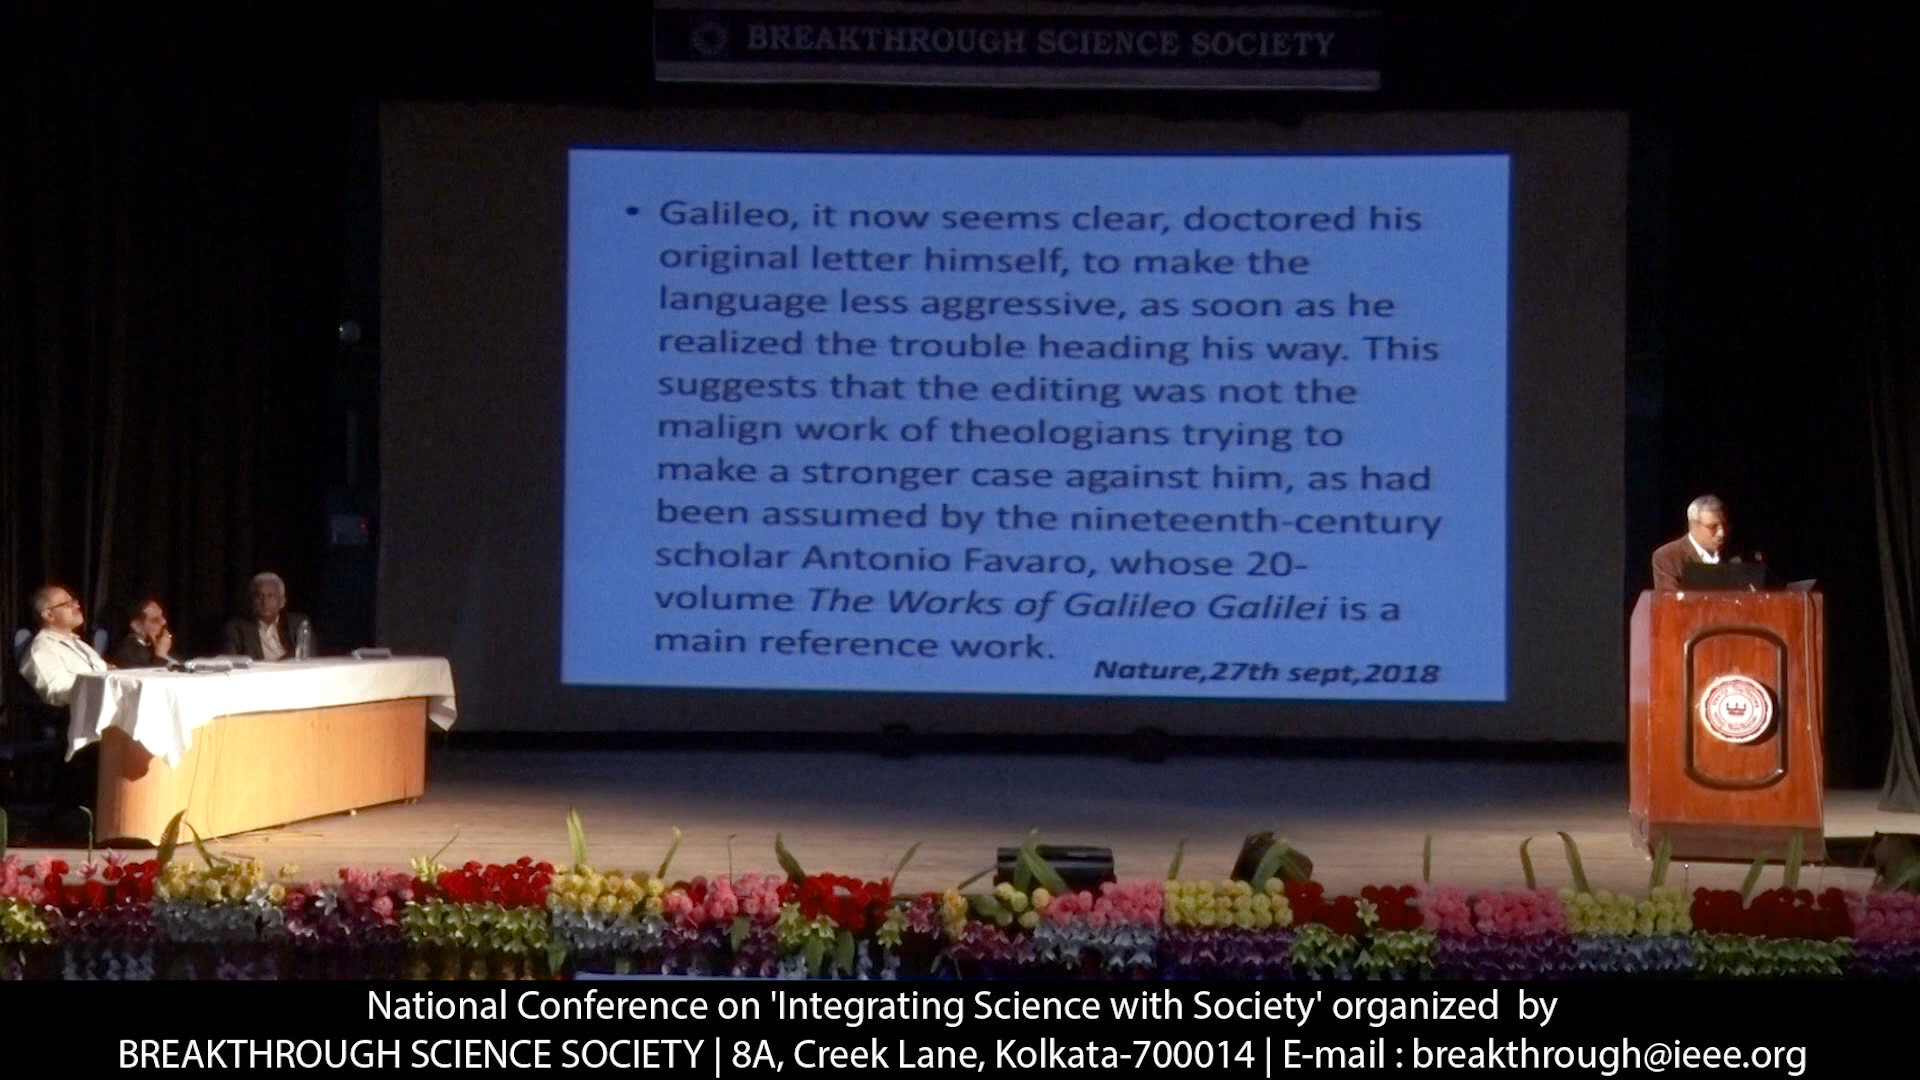 BREAKTHROUGH SCIENCE SOCIETY
• Galileo, it now seems clear, doctored his
original letter himself, to make the
language less aggressive, as soon as he
realized the trouble heading his way. This
suggests that the editing was not the
malign work of theologians trying to
make a stronger case against him, as had
been assumed by the nineteenth-century
scholar Antonio Favaro, whose 20-
volume The Works of Galileo Galilei is a
main reference work.
Nature,27th sept,2018
National Conference on 'Integrating Science with Society' organized by
BREAKTHROUGH SCIENCE SOCIETY | 8A, Creek Lane, Kolkata-700014 | E-mail : breakthrough@ieee.org